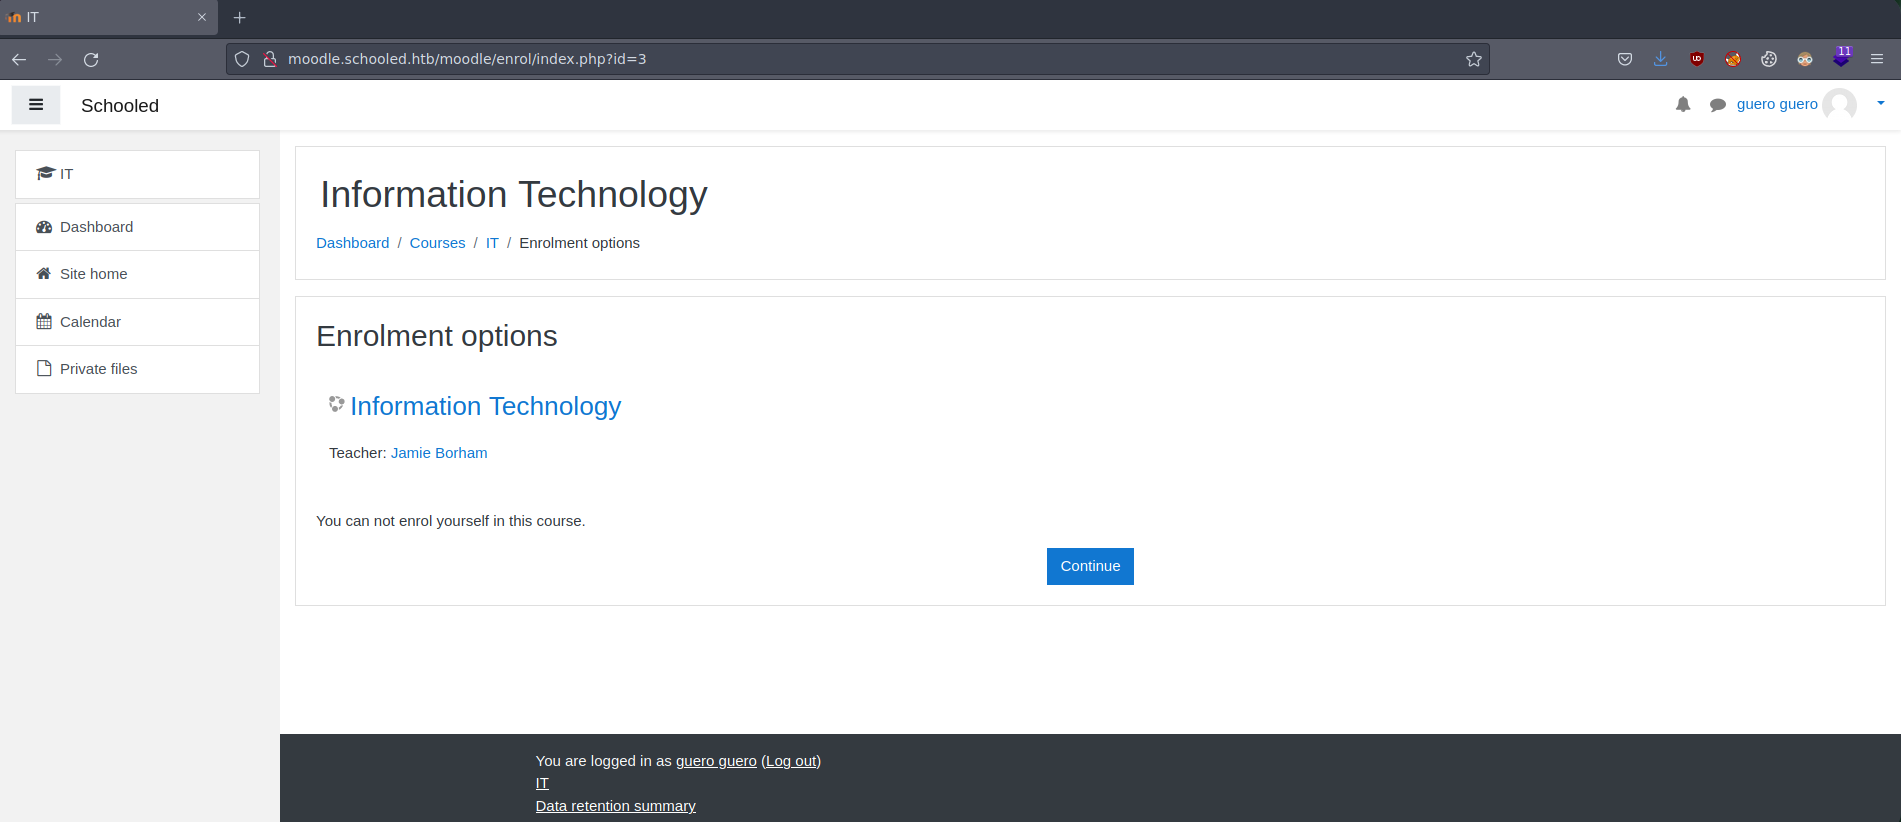 IT
moodle.schooled.htb/moodle/enrol/index.php?id=3
11
Schooled
guero guero
IT
Dashboard
Site home
Calendar
Private files
Information Technology
Dashboard / Courses / IT / Enrolment options
Enrolment options
Information Technology
Teacher: Jamie Borham
You can not enrol yourself in this course.
Continue
You are logged in as guero guero (Log out)
IT
Data retention summary